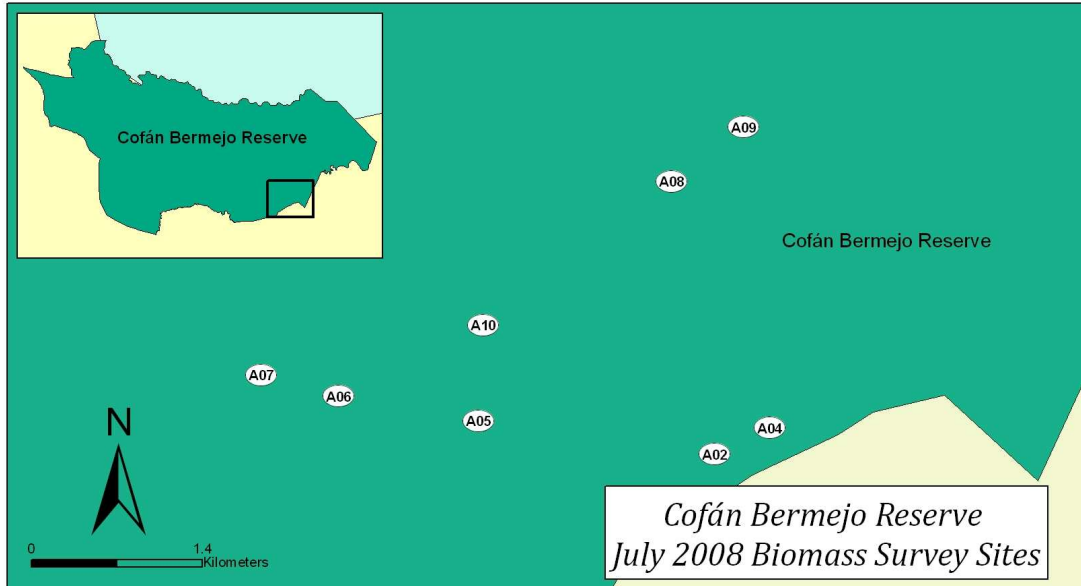 Cofán Bermejo Reserve
A09
A08
Cofán Bermejo Reserve
A10
A07
A06
A05
A04
A02
N
0 1.4
Kilometers
Cofán Bermejo Reserve
July 2008 Biomass Survey Sites